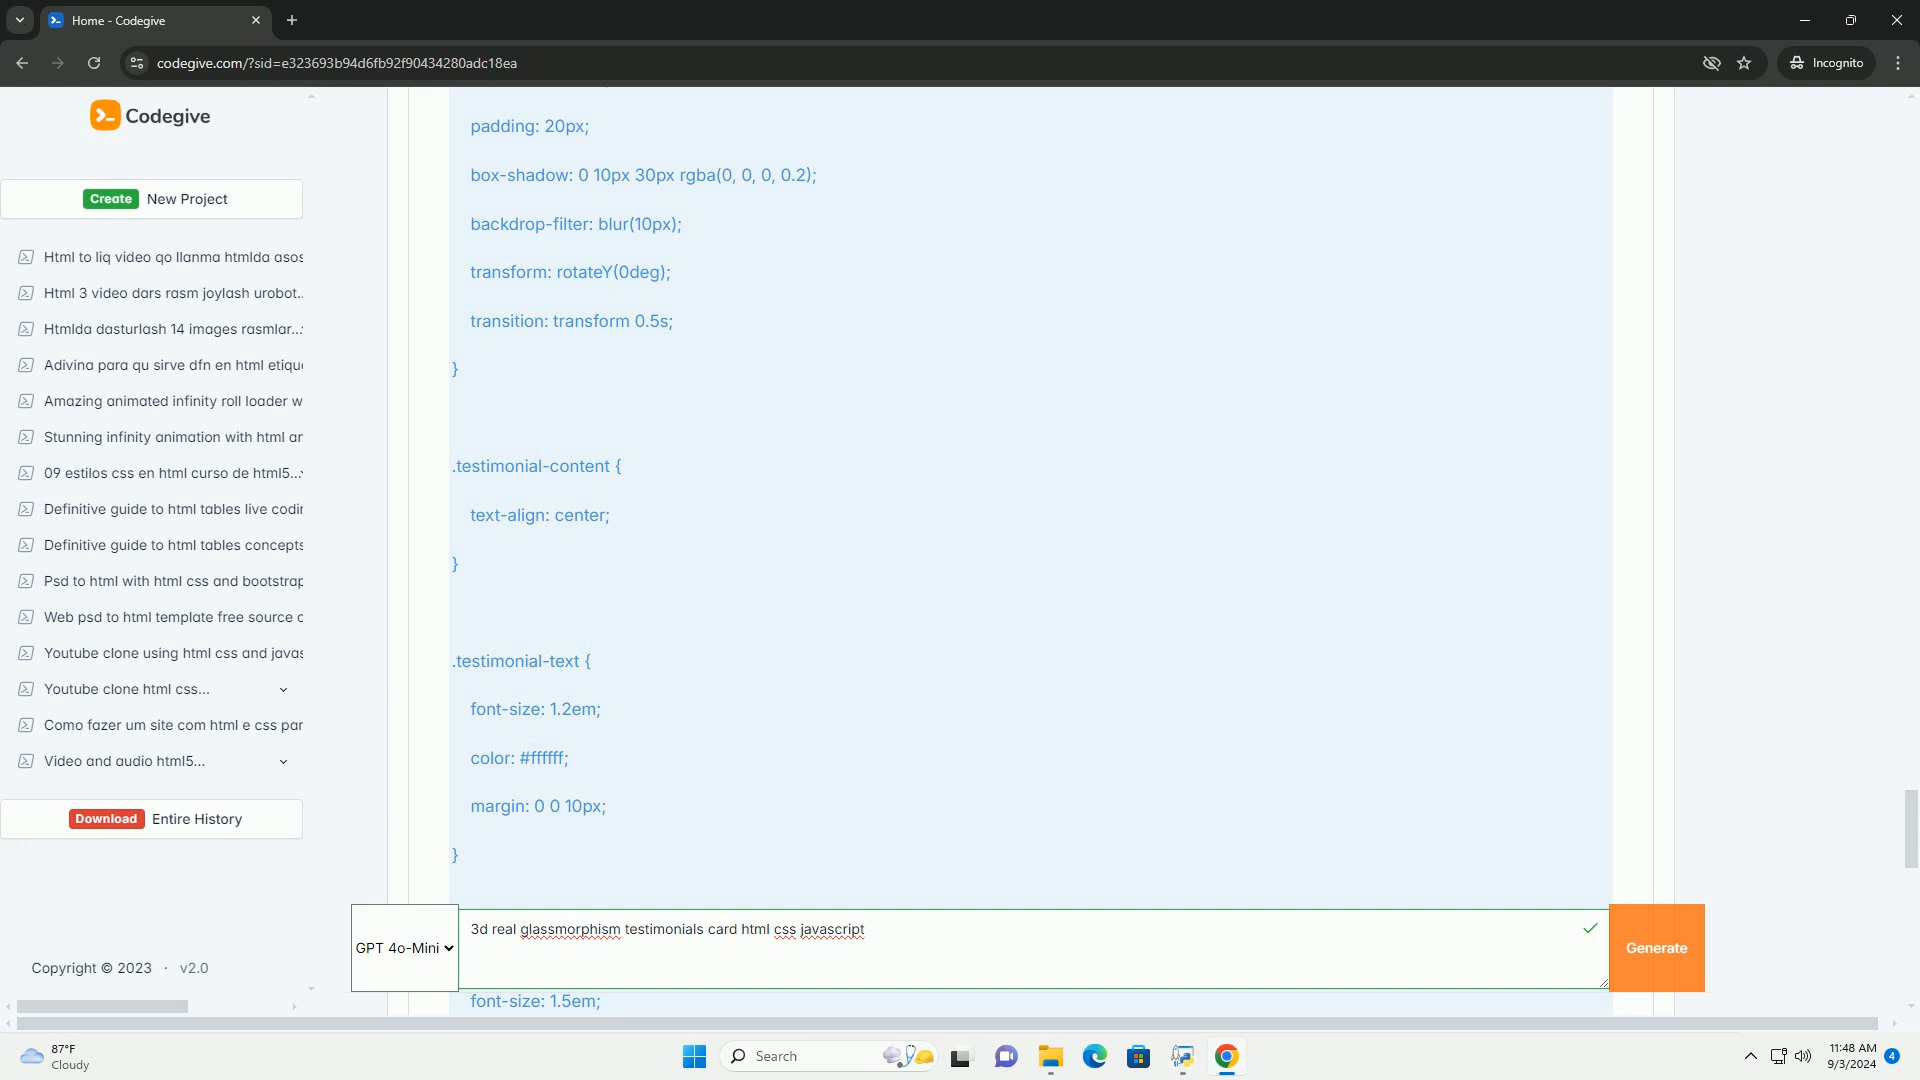 Home - Codegive
codegive.com/?sid=e323693b94d6fb92f90434280adc18ea
Incognito
Codegive
Create New Project
Html to liq video qo llanma htmlda asos
Html 3 video dars rasm joylash urobot..
Htmlda dasturlash 14 images rasmlar...
Adivina para qu sirve dfn en html etique
Amazing animated infinity roll loader w
Stunning infinity animation with html an
09 estilos css en html curso de html5...
Definitive guide to html tables live codin
Definitive guide to html tables concepts
Psd to html with html css and bootstrap
Web psd to html template free source c
Youtube clone using html css and javas
Youtube clone html css...
Como fazer um site com html e css par
Video and audio html5...
Download Entire History
Copyright © 2023 · v2.0
padding: 20px;
box-shadow: 0 10px 30px rgba(0, 0, 0, 0.2);
backdrop-filter: blur(10px);
transform: rotateY(0deg);
transition: transform 0.5s;
}
.testimonial-content {
text-align: center;
}
.testimonial-text {
font-size: 1.2em;
color: #ffffff;
margin: 0 0 10px;
}
GPT 4o-Mini
3d real glassmorphism testimonials card html css javascript
Generate
font-size: 1.5em;
87°F
Cloudy
Search
11:48 AM
9/3/2024
4